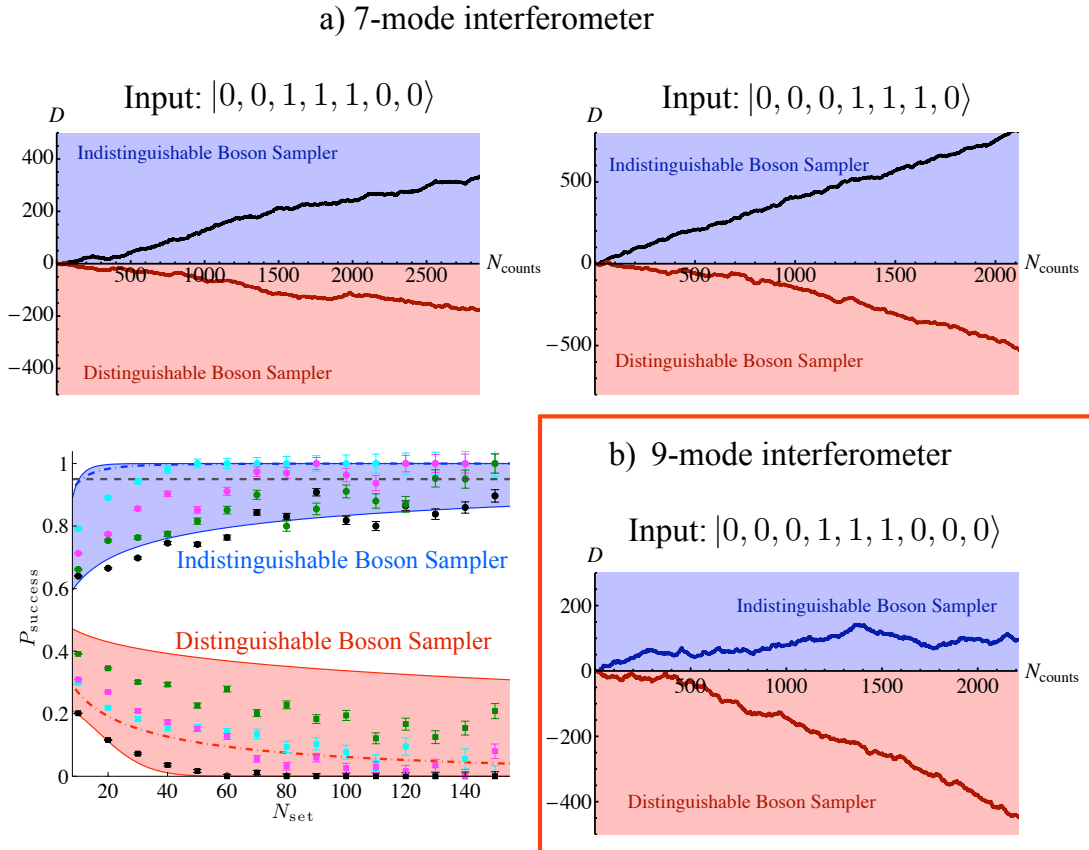 a) 7-mode interferometer
Input: |0, 0, 1, 1, 1, 0, 0⟩
D
400
200
0
−200
−400
Indistinguishable Boson Sampler
500 1000 1500 2000 2500
N_counts
Distinguishable Boson Sampler
Input: |0, 0, 0, 1, 1, 1, 0⟩
D
500
0
−500
Indistinguishable Boson Sampler
500 1000 1500 2000
N_counts
Distinguishable Boson Sampler
P_success
1
0.8
0.6
0.4
0.2
0
Indistinguishable Boson Sampler
Distinguishable Boson Sampler
20 40 60 80 100 120 140
N_set
b) 9-mode interferometer
Input: |0, 0, 0, 1, 1, 1, 0, 0, 0⟩
D
200
0
−200
−400
Indistinguishable Boson Sampler
500 1000 1500 2000
N_counts
Distinguishable Boson Sampler